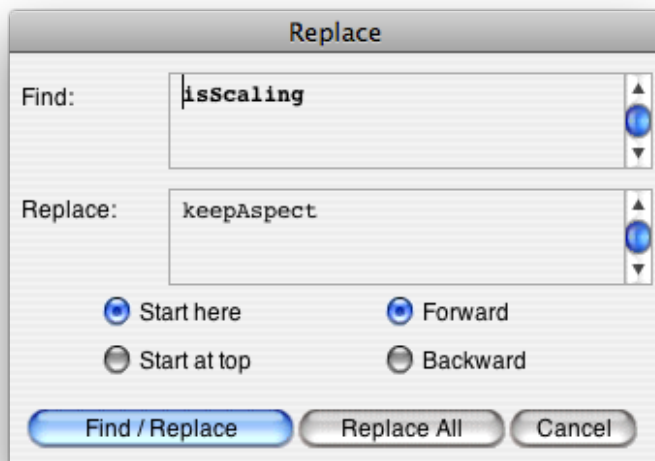 Replace
Find:
isScaling
Replace:
keepAspect
Start here
Forward
Start at top
Backward
Find / Replace
Replace All
Cancel